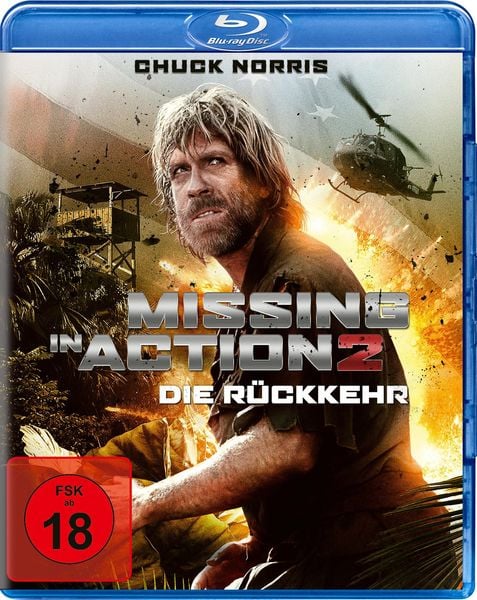 Blu-ray Disc
CHUCK NORRIS
MISSING
IN ACTION 2
DIE RÜCKKEHR
FSK
ab
18